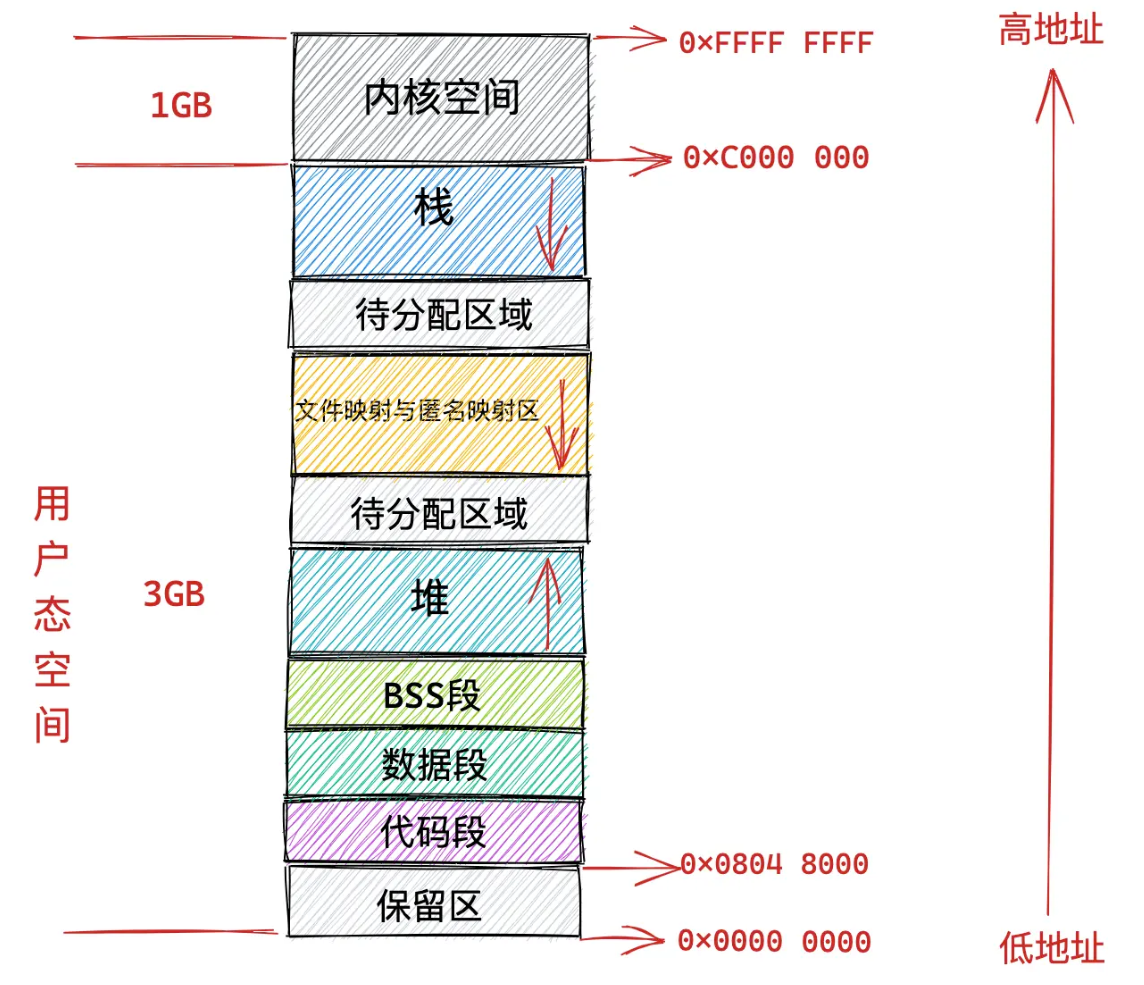 高地址
0×FFFF FFFF
内核空间
1GB
0×C000 000
栈
待分配区域
文件映射与匿名映射区
待分配区域
用户态空间
3GB
堆
BSS段
数据段
代码段
0×0804 8000
保留区
0×0000 0000
低地址